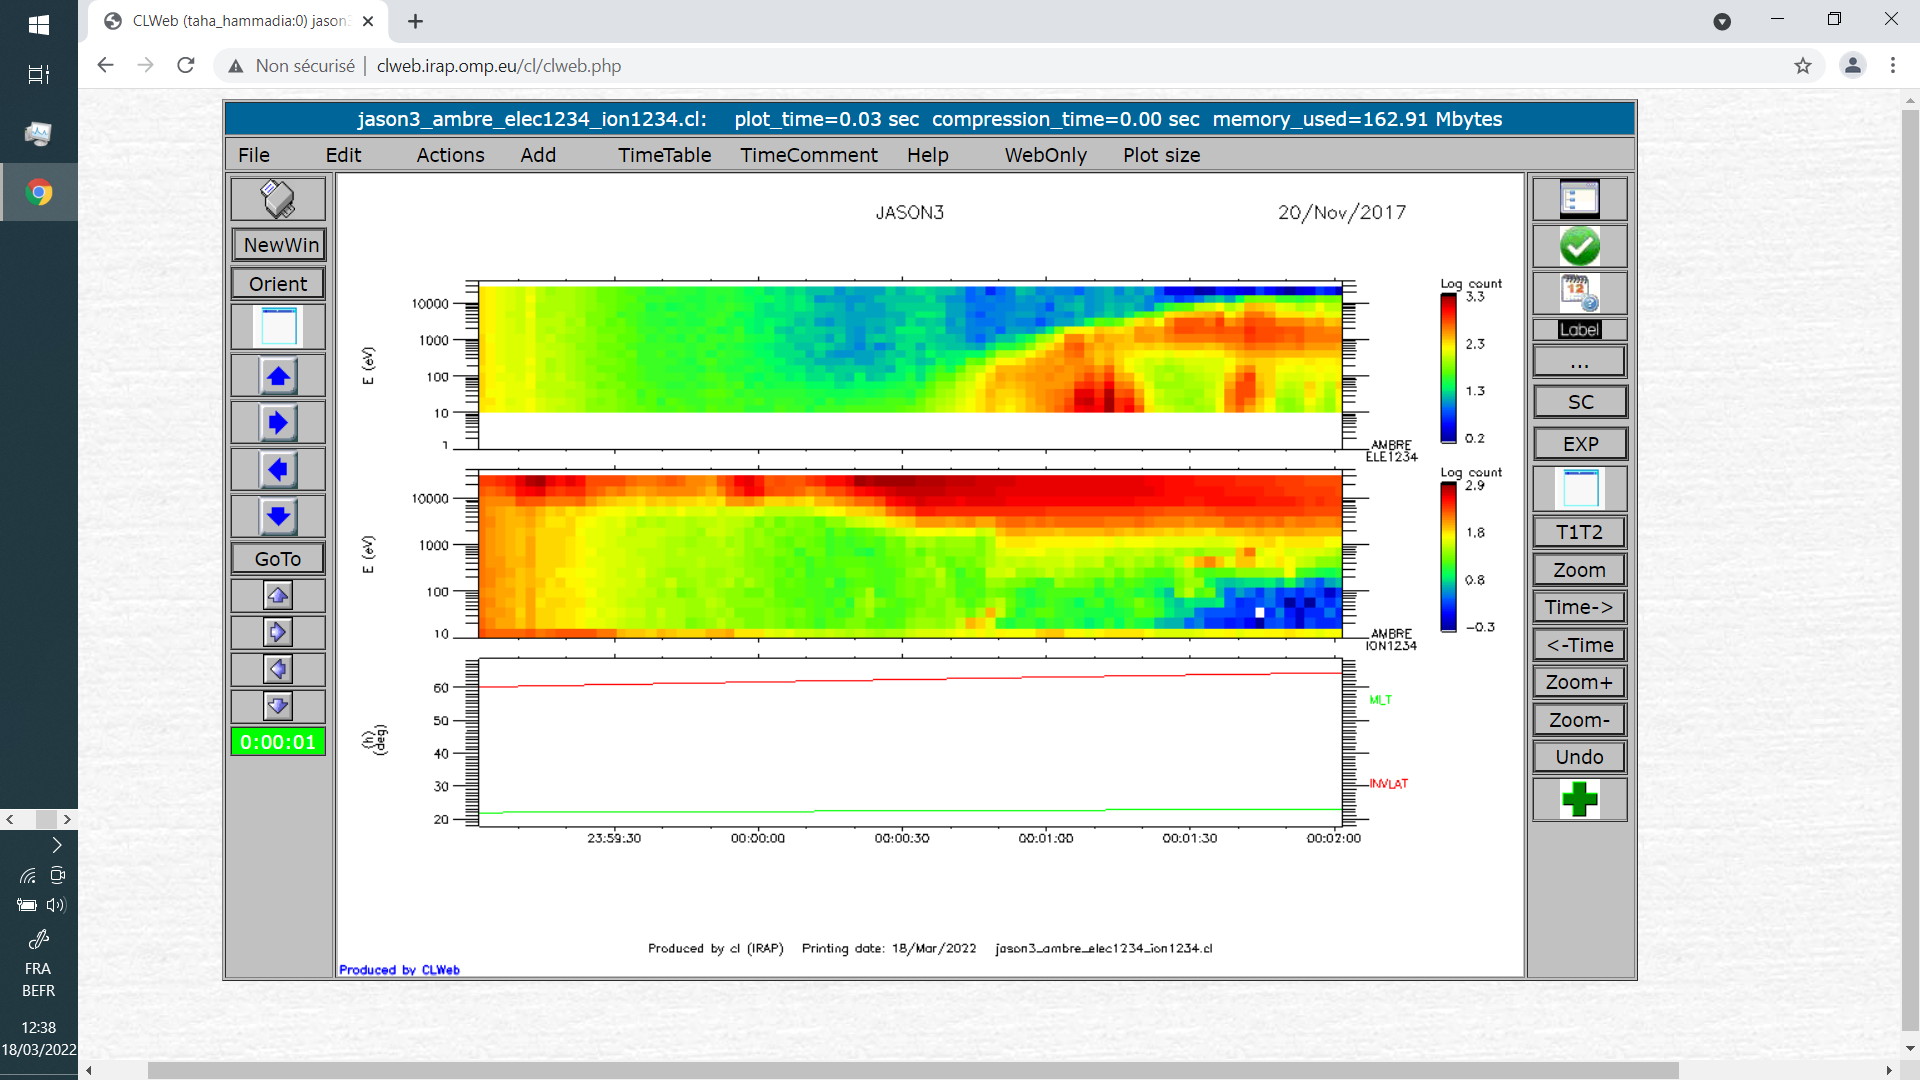 CLWeb (taha_hammadia:0) jason3
Non sécurisé | clweb.irap.omp.eu/cl/clweb.php
jason3_ambre_elec1234_ion1234.cl: plot_time=0.03 sec compression_time=0.00 sec memory_used=162.91 Mbytes
File Edit Actions Add TimeTable TimeComment Help WebOnly Plot size
NewWin
Orient
GoTo
0:00:01
JASON3
20/Nov/2017
Log count
3.3
2.3
1.3
0.2
E (eV)
10000
1000
100
10
1
AMBRE
ELE1234
Log count
2.9
1.8
0.8
-0.3
E (eV)
10000
1000
100
10
AMBRE
ION1234
(h)
(deg)
60
50
40
30
20
MLT
INVLAT
23:59:30 00:00:00 00:00:30 00:01:00 00:01:30 00:02:00
Produced by cl (IRAP) Printing date: 18/Mar/2022 jason3_ambre_elec1234_ion1234.cl
Produced by CLWeb
12
Label
...
SC
EXP
T1T2
Zoom
Time->
<-Time
Zoom+
Zoom-
Undo
FRA
BEFR
12:38
18/03/2022